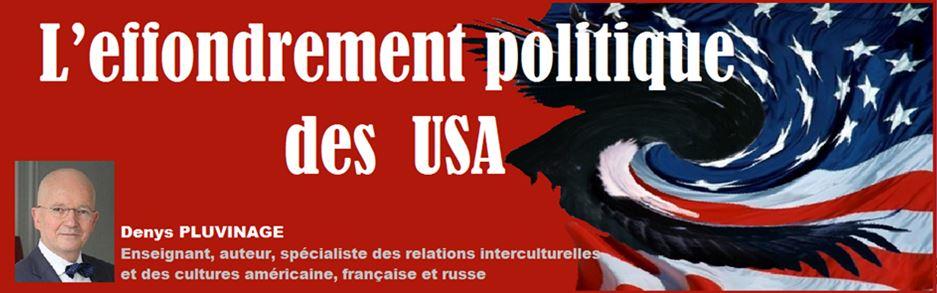 L'effondrement politique
des USA
Denys PLUVINAGE
Enseignant, auteur, spécialiste des relations interculturelles
et des cultures américaine, française et russe